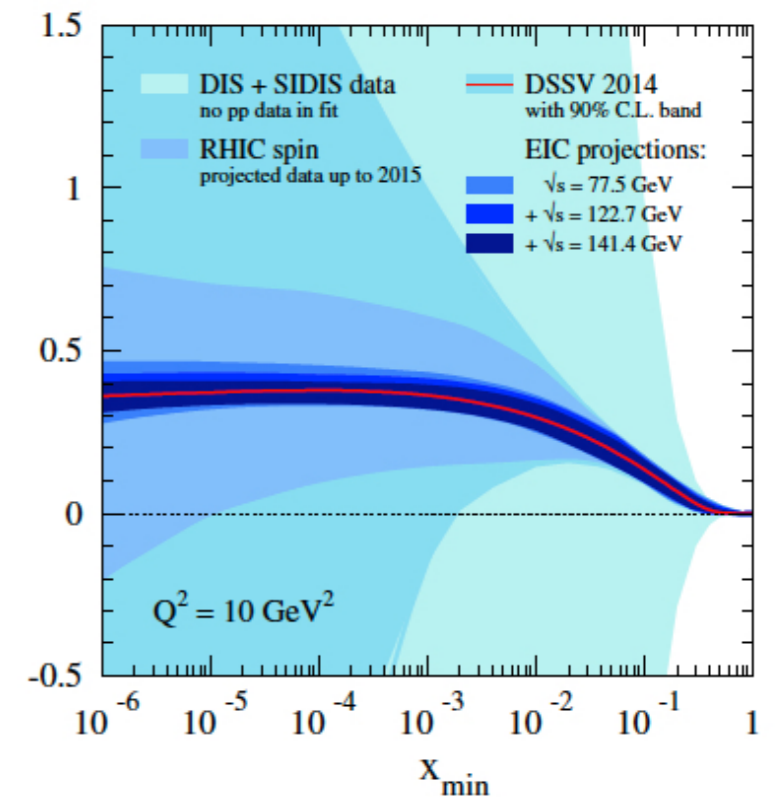 1.5
1
0.5
0
-0.5
DIS + SIDIS data
no pp data in fit
RHIC spin
projected data up to 2015
DSSV 2014
with 90% C.L. band
EIC projections:
√s = 77.5 GeV
+ √s = 122.7 GeV
+ √s = 141.4 GeV
Q² = 10 GeV²
10⁻⁶ 10⁻⁵ 10⁻⁴ 10⁻³ 10⁻² 10⁻¹ 1
x_min